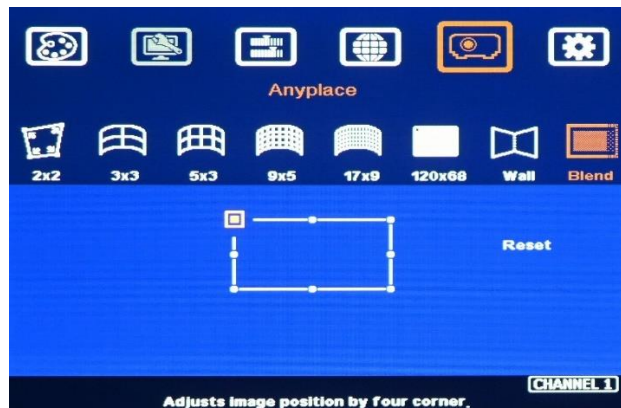 Anyplace
2x2 3x3 5x3 9x5 17x9 120x68 Wall Blend
Reset
CHANNEL 1
Adjusts image position by four corner.